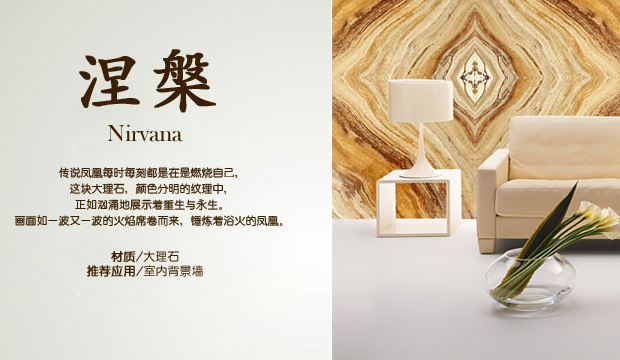 涅槃
Nirvana
传说凤凰每时每刻都是在是燃烧自己,
这块大理石，颜色分明的纹理中,
正如汹涌地展示着重生与永生。
画面如一波又一波的火焰席卷而来，锤炼着浴火的凤凰。
材质/大理石
推荐应用/室内背景墙